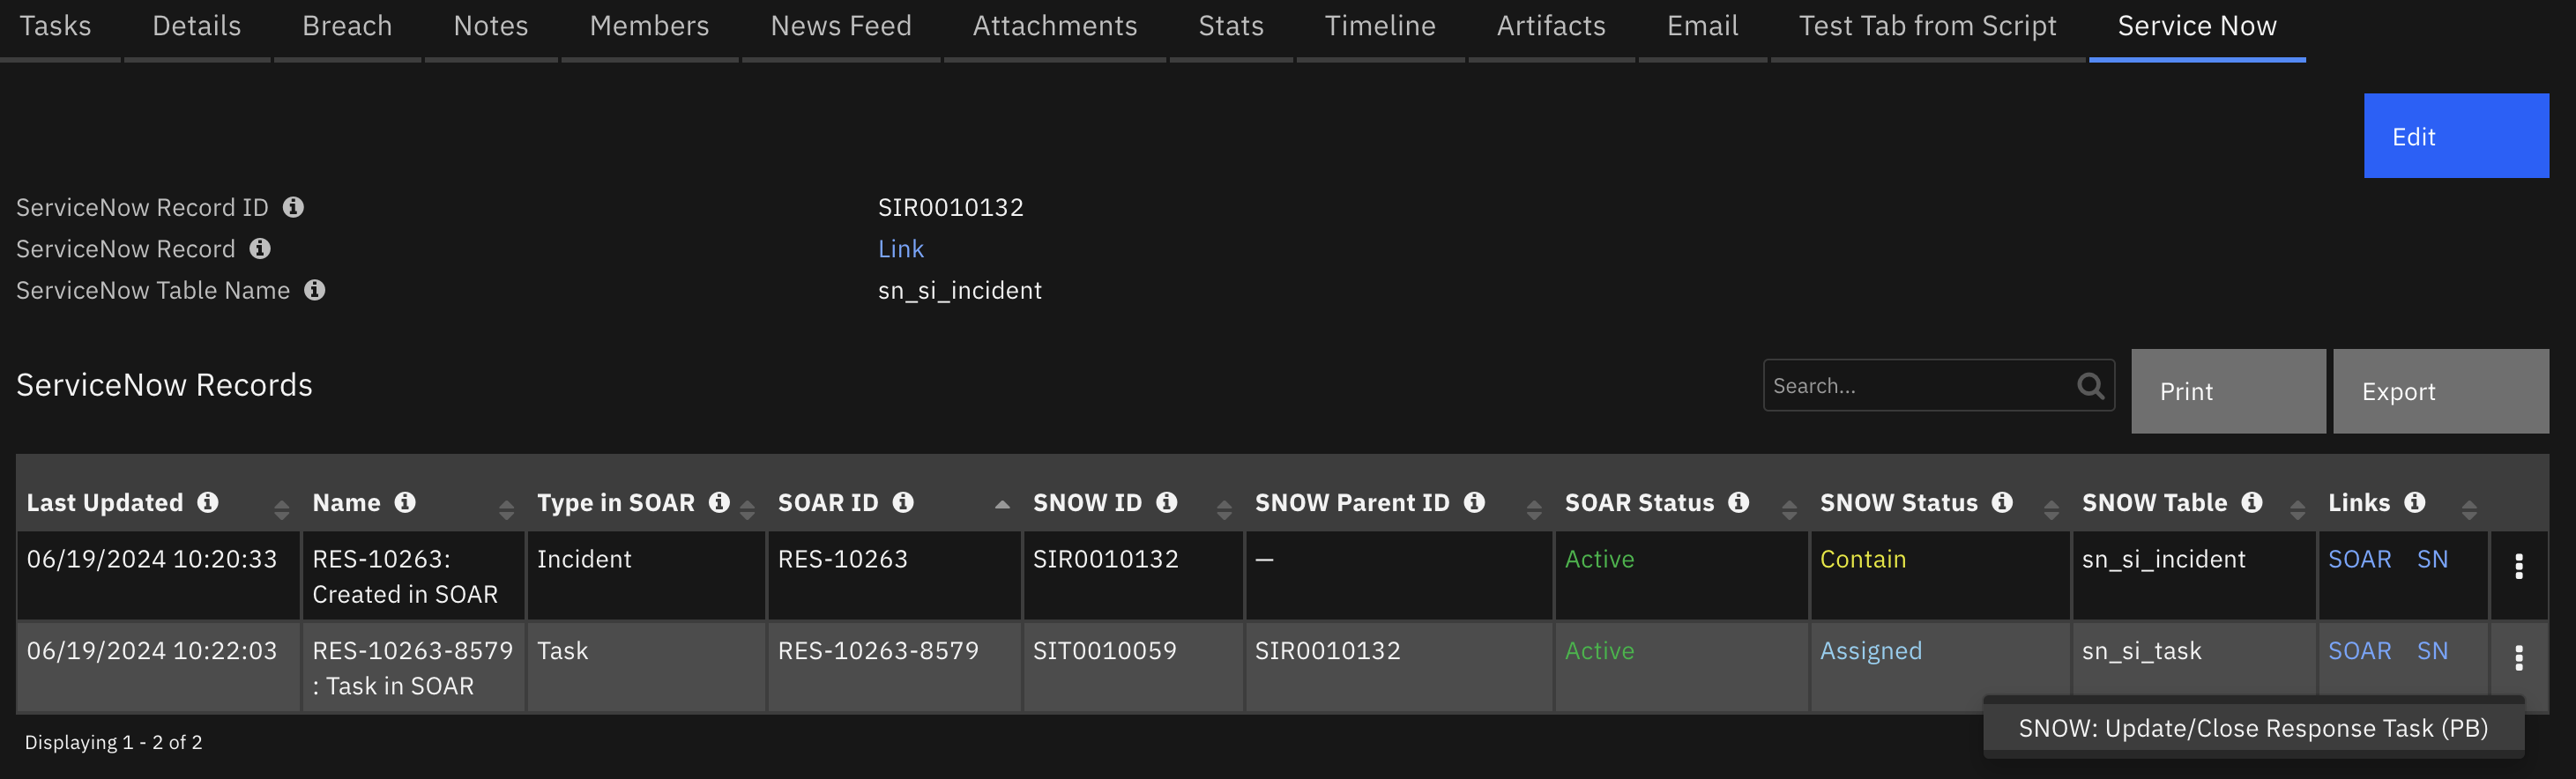 Tasks Details Breach Notes Members News Feed Attachments Stats Timeline Artifacts Email Test Tab from Script Service Now
Edit
ServiceNow Record ID SIR0010132
ServiceNow Record Link
ServiceNow Table Name sn_si_incident
ServiceNow Records Search... Print Export
Last Updated Name Type in SOAR SOAR ID SNOW ID SNOW Parent ID SOAR Status SNOW Status SNOW Table Links
06/19/2024 10:20:33 RES-10263: Incident RES-10263 SIR0010132 — Active Contain sn_si_incident SOAR SN
Created in SOAR
06/19/2024 10:22:03 RES-10263-8579 Task RES-10263-8579 SIT0010059 SIR0010132 Active Assigned sn_si_task SOAR SN
: Task in SOAR
SNOW: Update/Close Response Task (PB)
Displaying 1 - 2 of 2